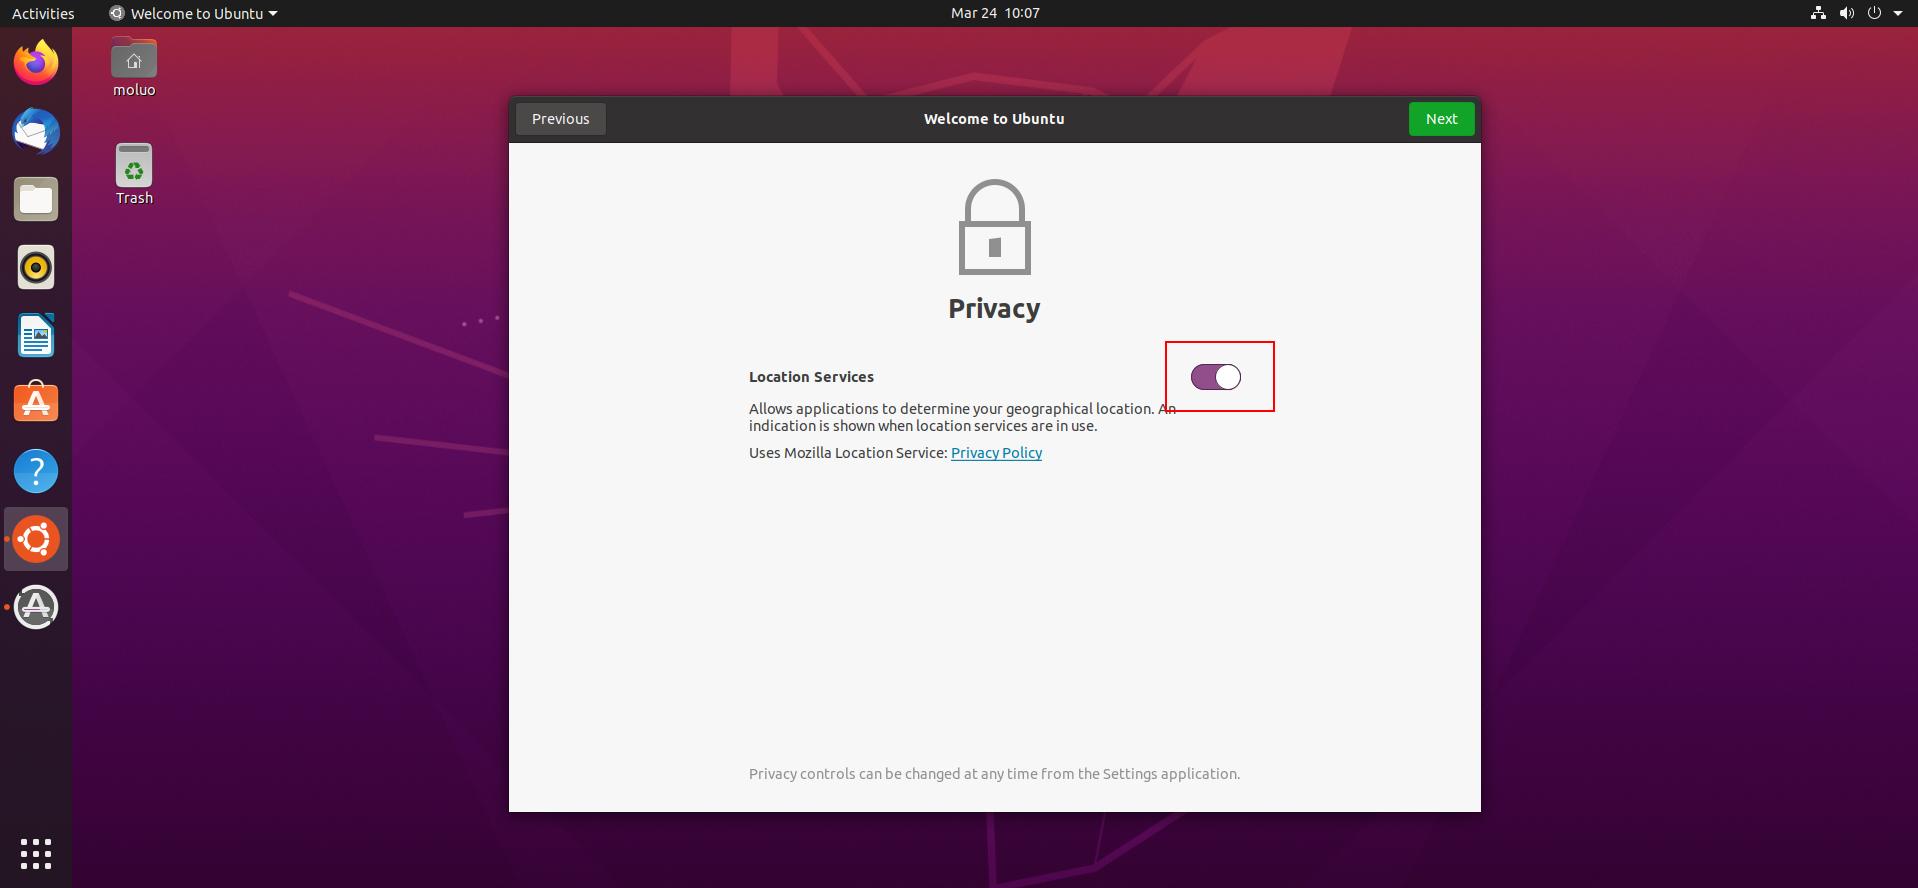 Activities
Welcome to Ubuntu
Mar 24 10:07
moluo
Trash
Previous
Welcome to Ubuntu
Next
Privacy
Location Services
Allows applications to determine your geographical location. An
indication is shown when location services are in use.
Uses Mozilla Location Service: Privacy Policy
Privacy controls can be changed at any time from the Settings application.